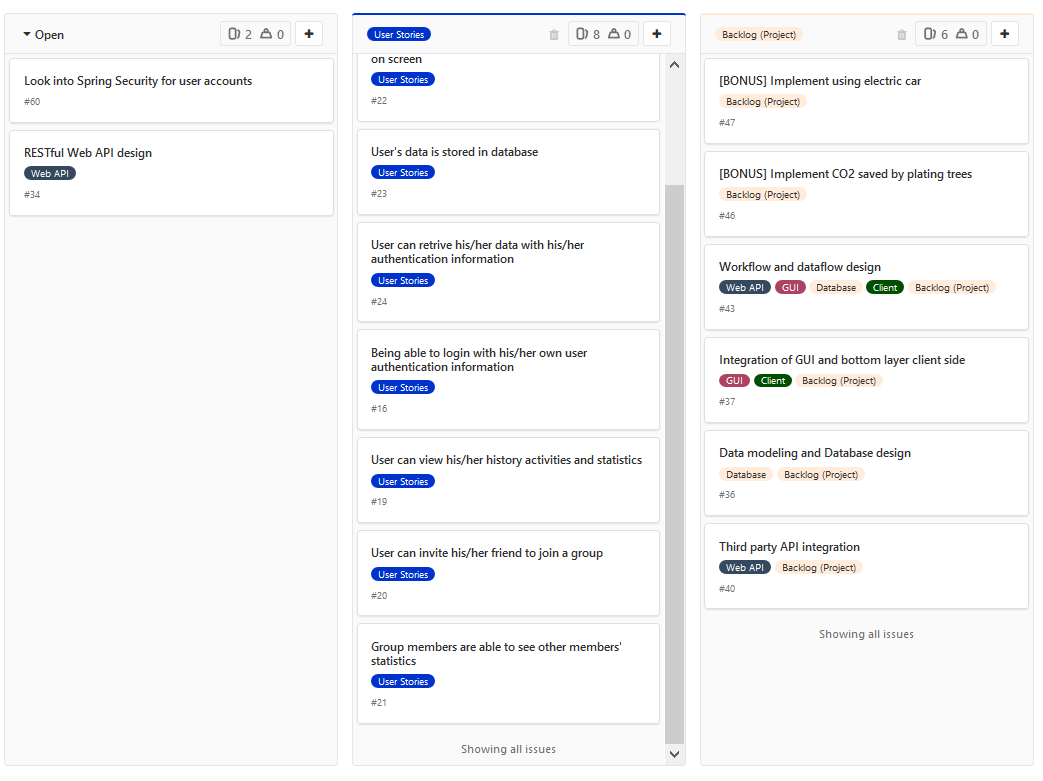 Open 2 0
Look into Spring Security for user accounts
#60
RESTful Web API design
Web API
#34
User Stories 8 0
on screen
User Stories
#22
User's data is stored in database
User Stories
#23
User can retrive his/her data with his/her
authentication information
User Stories
#24
Being able to login with his/her own user
authentication information
User Stories
#16
User can view his/her history activities and statistics
User Stories
#19
User can invite his/her friend to join a group
User Stories
#20
Group members are able to see other members'
statistics
User Stories
#21
Showing all issues
Backlog (Project) 6 0
[BONUS] Implement using electric car
Backlog (Project)
#47
[BONUS] Implement CO2 saved by plating trees
Backlog (Project)
#46
Workflow and dataflow design
Web API GUI Database Client Backlog (Project)
#43
Integration of GUI and bottom layer client side
GUI Client Backlog (Project)
#37
Data modeling and Database design
Database Backlog (Project)
#36
Third party API integration
Web API Backlog (Project)
#40
Showing all issues